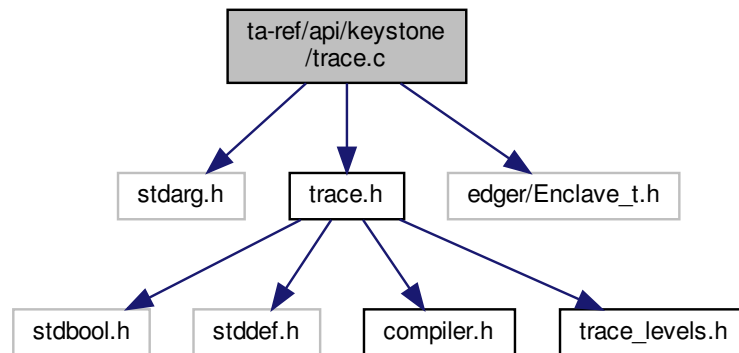 ta-ref/api/keystone
/trace.c
stdarg.h
trace.h
edger/Enclave_t.h
stdbool.h
stddef.h
compiler.h
trace_levels.h